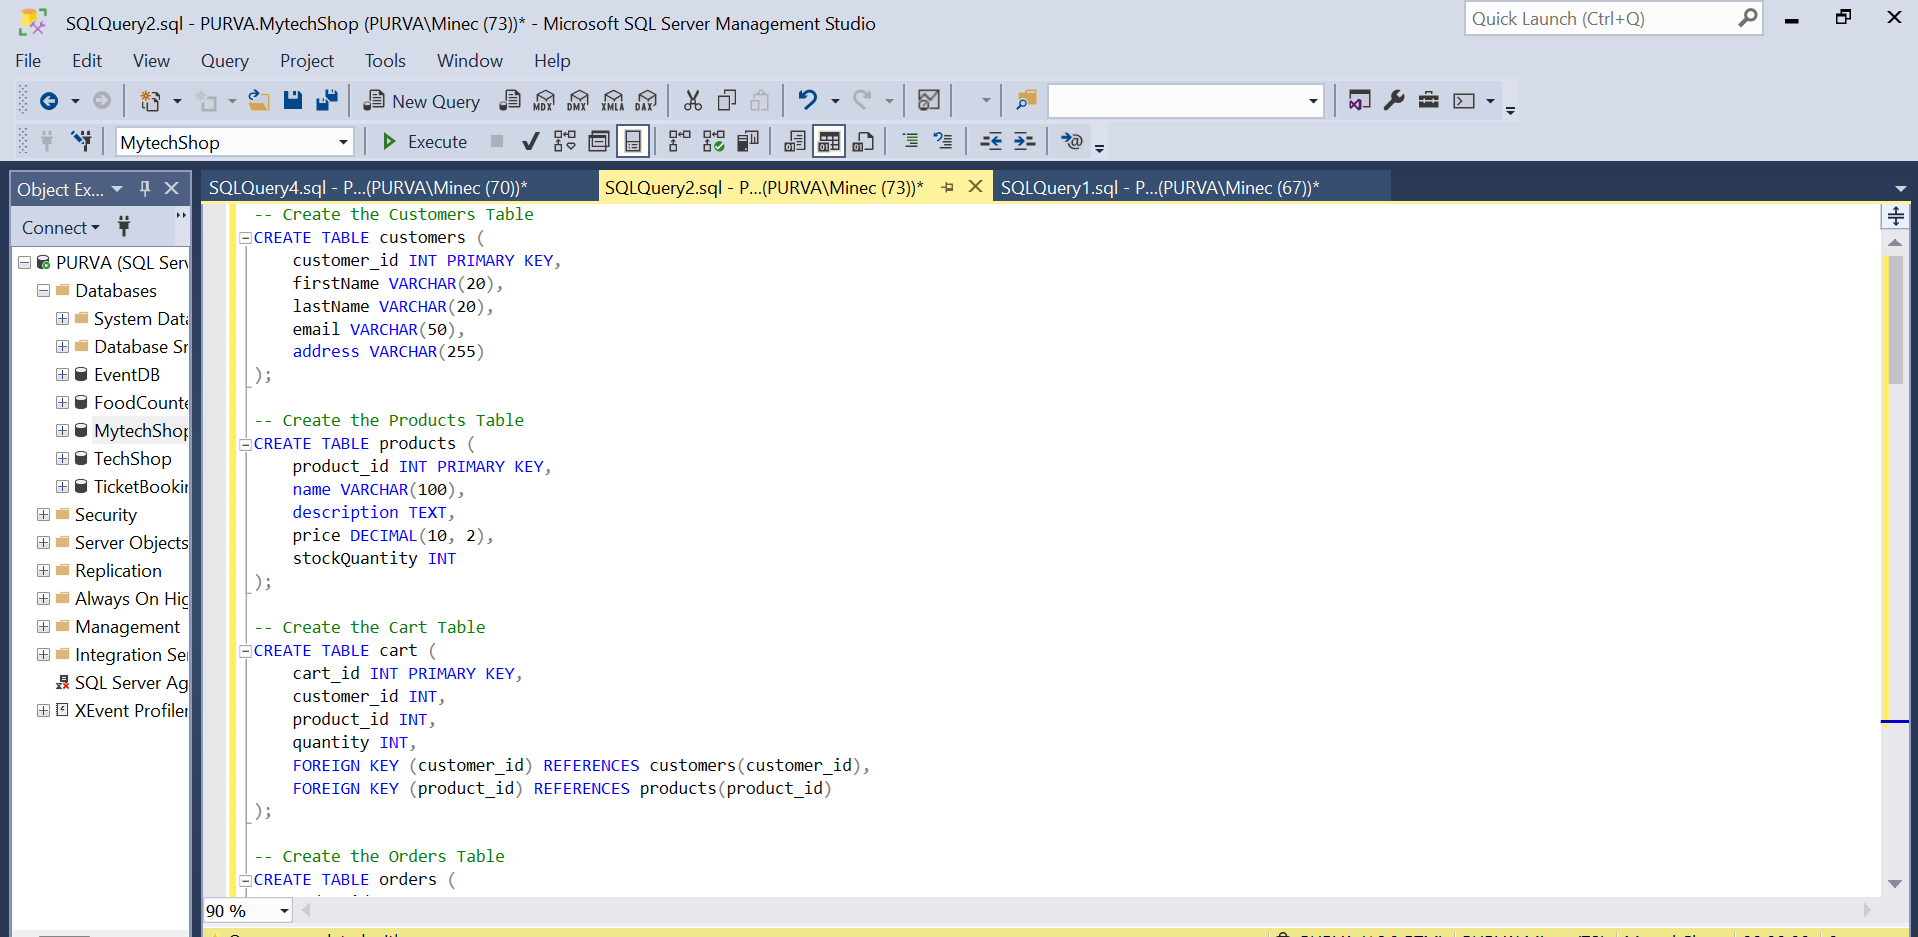 SQLQuery2.sql - PURVA.MytechShop (PURVA\Minec (73))* - Microsoft SQL Server Management Studio
Quick Launch (Ctrl+Q)
File Edit View Query Project Tools Window Help
New Query MDX DMX XMLA DAX
MytechShop Execute
Object Ex...
SQLQuery4.sql - P...(PURVA\Minec (70))* SQLQuery2.sql - P...(PURVA\Minec (73))* SQLQuery1.sql - P...(PURVA\Minec (67))*
Connect
PURVA (SQL Serv
Databases
System Data
Database Sn
EventDB
FoodCounte
MytechShop
TechShop
TicketBookin
Security
Server Objects
Replication
Always On Hig
Management
Integration Ser
SQL Server Ag
XEvent Profiler
-- Create the Customers Table
CREATE TABLE customers (
customer_id INT PRIMARY KEY,
firstName VARCHAR(20),
lastName VARCHAR(20),
email VARCHAR(50),
address VARCHAR(255)
);
-- Create the Products Table
CREATE TABLE products (
product_id INT PRIMARY KEY,
name VARCHAR(100),
description TEXT,
price DECIMAL(10, 2),
stockQuantity INT
);
-- Create the Cart Table
CREATE TABLE cart (
cart_id INT PRIMARY KEY,
customer_id INT,
product_id INT,
quantity INT,
FOREIGN KEY (customer_id) REFERENCES customers(customer_id),
FOREIGN KEY (product_id) REFERENCES products(product_id)
);
-- Create the Orders Table
CREATE TABLE orders (
90 %